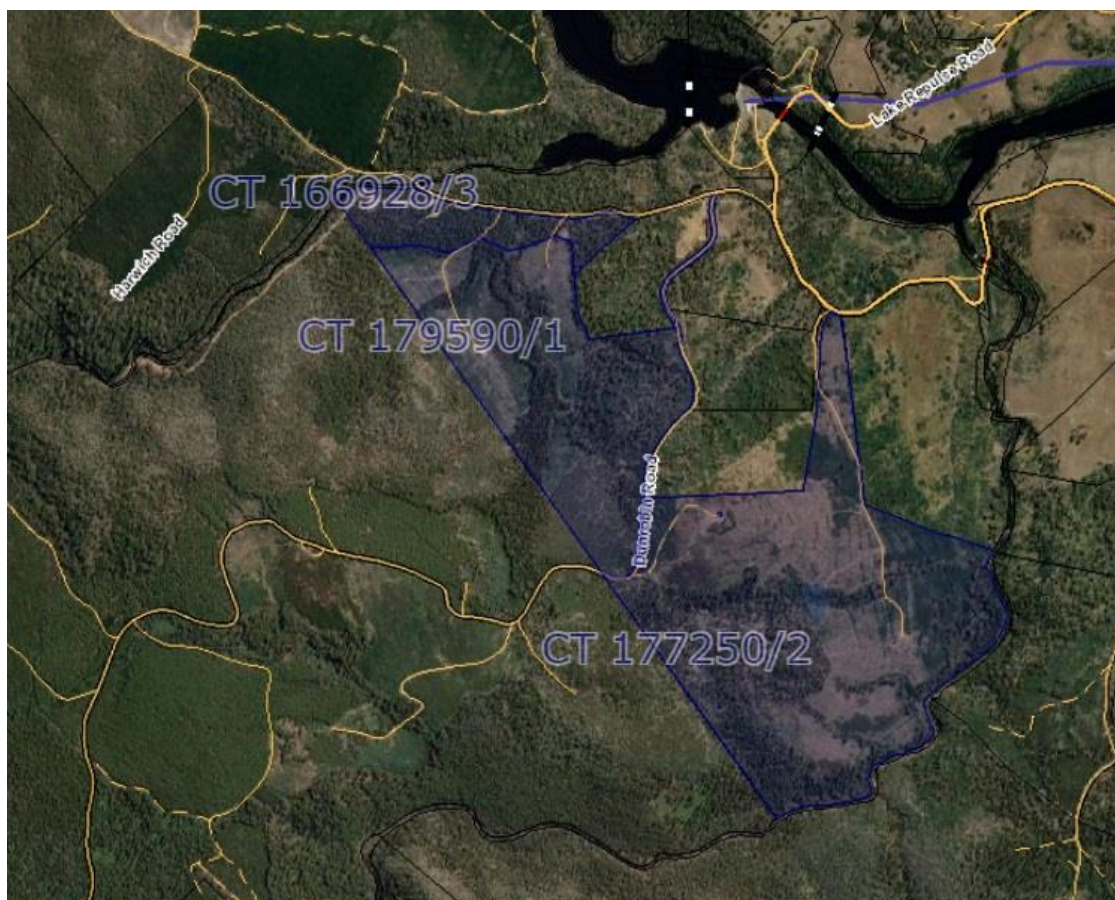 Lake Repulse Road
CT 166928/3
Harwich Road
CT 179590/1
Dunrobin Road
CT 177250/2